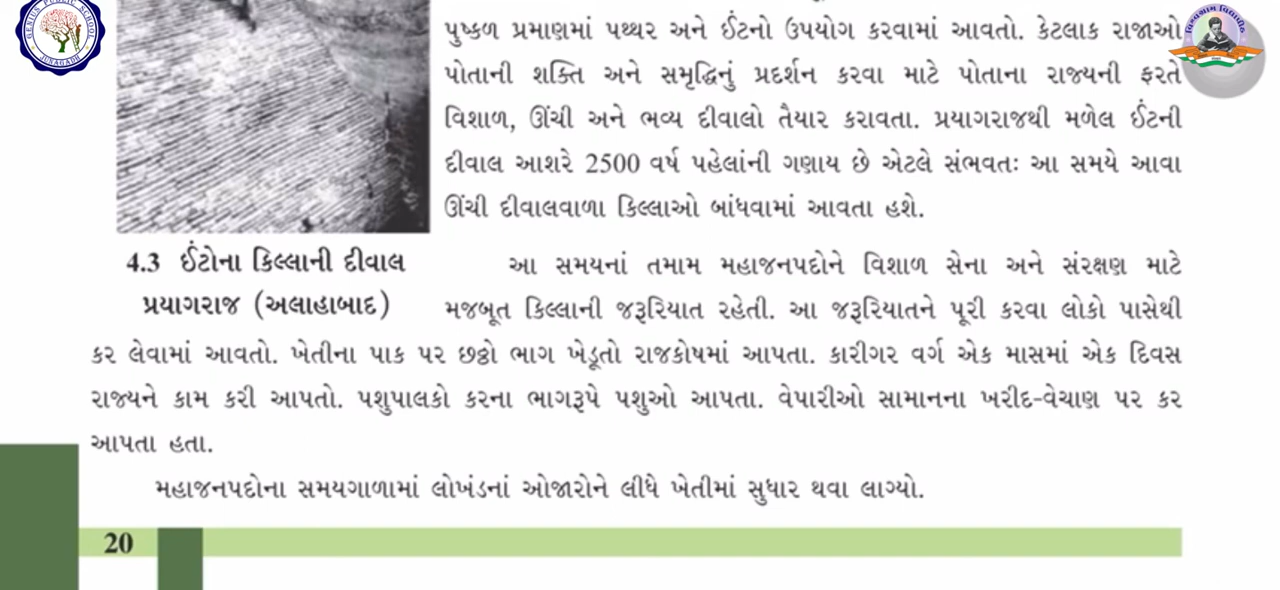 GENIUS PUBLIC SCHOOL
JUNAGADH
પુષ્કળ પ્રમાણમાં પથ્થર અને ઈંટનો ઉપયોગ કરવામાં આવતો. કેટલાક રાજાઓ
પોતાની શક્તિ અને સમૃદ્ધિનું પ્રદર્શન કરવા માટે પોતાના રાજ્યની ફરતે
વિશાળ, ઊંચી અને ભવ્ય દીવાલો તૈયાર કરાવતા. પ્રયાગરાજથી મળેલ ઈંટની
દીવાલ આશરે 2500 વર્ષ પહેલાંની ગણાય છે એટલે સંભવતઃ આ સમયે આવા
ઊંચી દીવાલવાળા કિલ્લાઓ બાંધવામાં આવતા હશે.
4.3 ઈંટોના કિલ્લાની દીવાલ
પ્રયાગરાજ (અલાહાબાદ)
આ સમયનાં તમામ મહાજનપદોને વિશાળ સેના અને સંરક્ષણ માટે
મજબૂત કિલ્લાની જરૂરિયાત રહેતી. આ જરૂરિયાતને પૂરી કરવા લોકો પાસેથી
કર લેવામાં આવતો. ખેતીના પાક પર છઠ્ઠો ભાગ ખેડૂતો રાજકોષમાં આપતા. કારીગર વર્ગ એક માસમાં એક દિવસ
રાજ્યને કામ કરી આપતો. પશુપાલકો કરના ભાગરૂપે પશુઓ આપતા. વેપારીઓ સામાનના ખરીદ-વેચાણ પર કર
આપતા હતા.
મહાજનપદોના સમયગાળામાં લોખંડનાં ઓજારોને લીધે ખેતીમાં સુધાર થવા લાગ્યો.
20